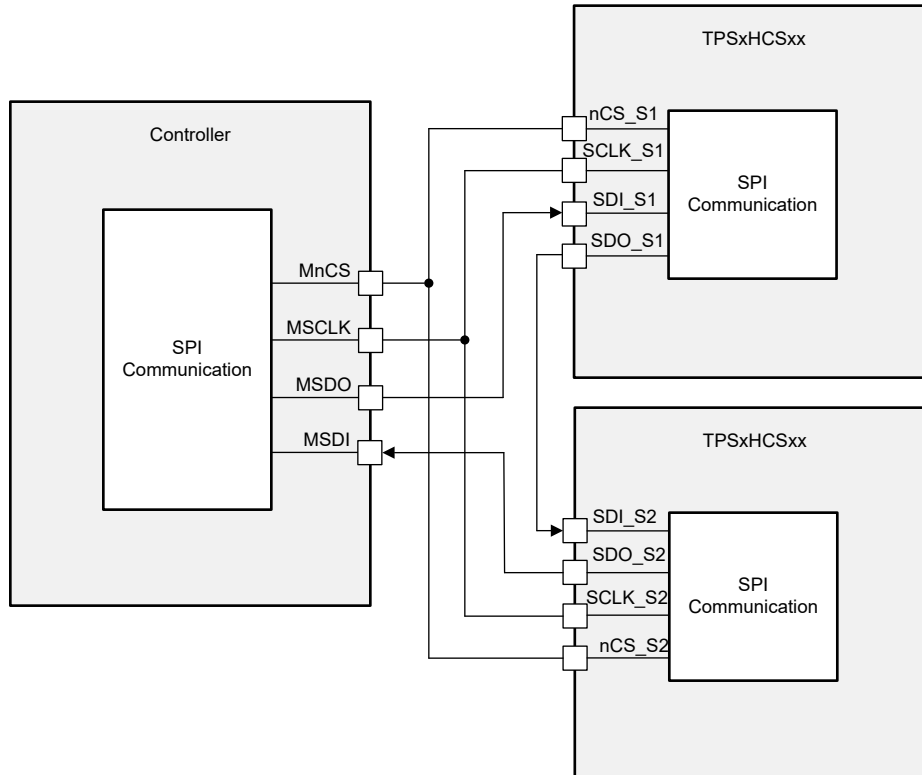 TPSxHCSxx
nCS_S1
SCLK_S1
SDI_S1
SDO_S1
SPI
Communication
Controller
MnCS
MSCLK
MSDO
MSDI
SPI
Communication
TPSxHCSxx
SDI_S2
SDO_S2
SCLK_S2
nCS_S2
SPI
Communication